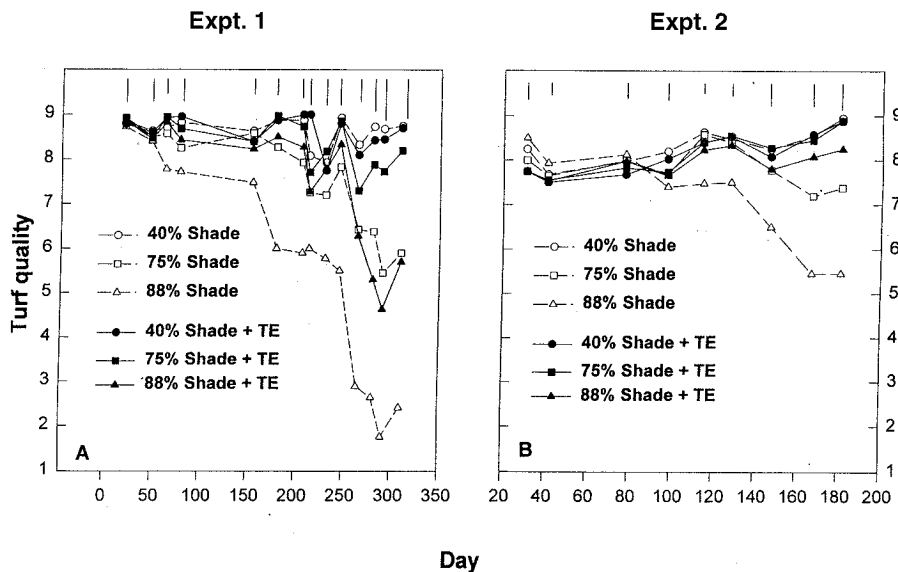 Expt. 1
Expt. 2
Turf quality
9
8
7
6
5
4
3
2
1
40% Shade
75% Shade
88% Shade
40% Shade + TE
75% Shade + TE
88% Shade + TE
A
0 50 100 150 200 250 300 350
40% Shade
75% Shade
88% Shade
40% Shade + TE
75% Shade + TE
88% Shade + TE
B
9
8
7
6
5
4
3
2
1
20 40 60 80 100 120 140 160 180 200
Day